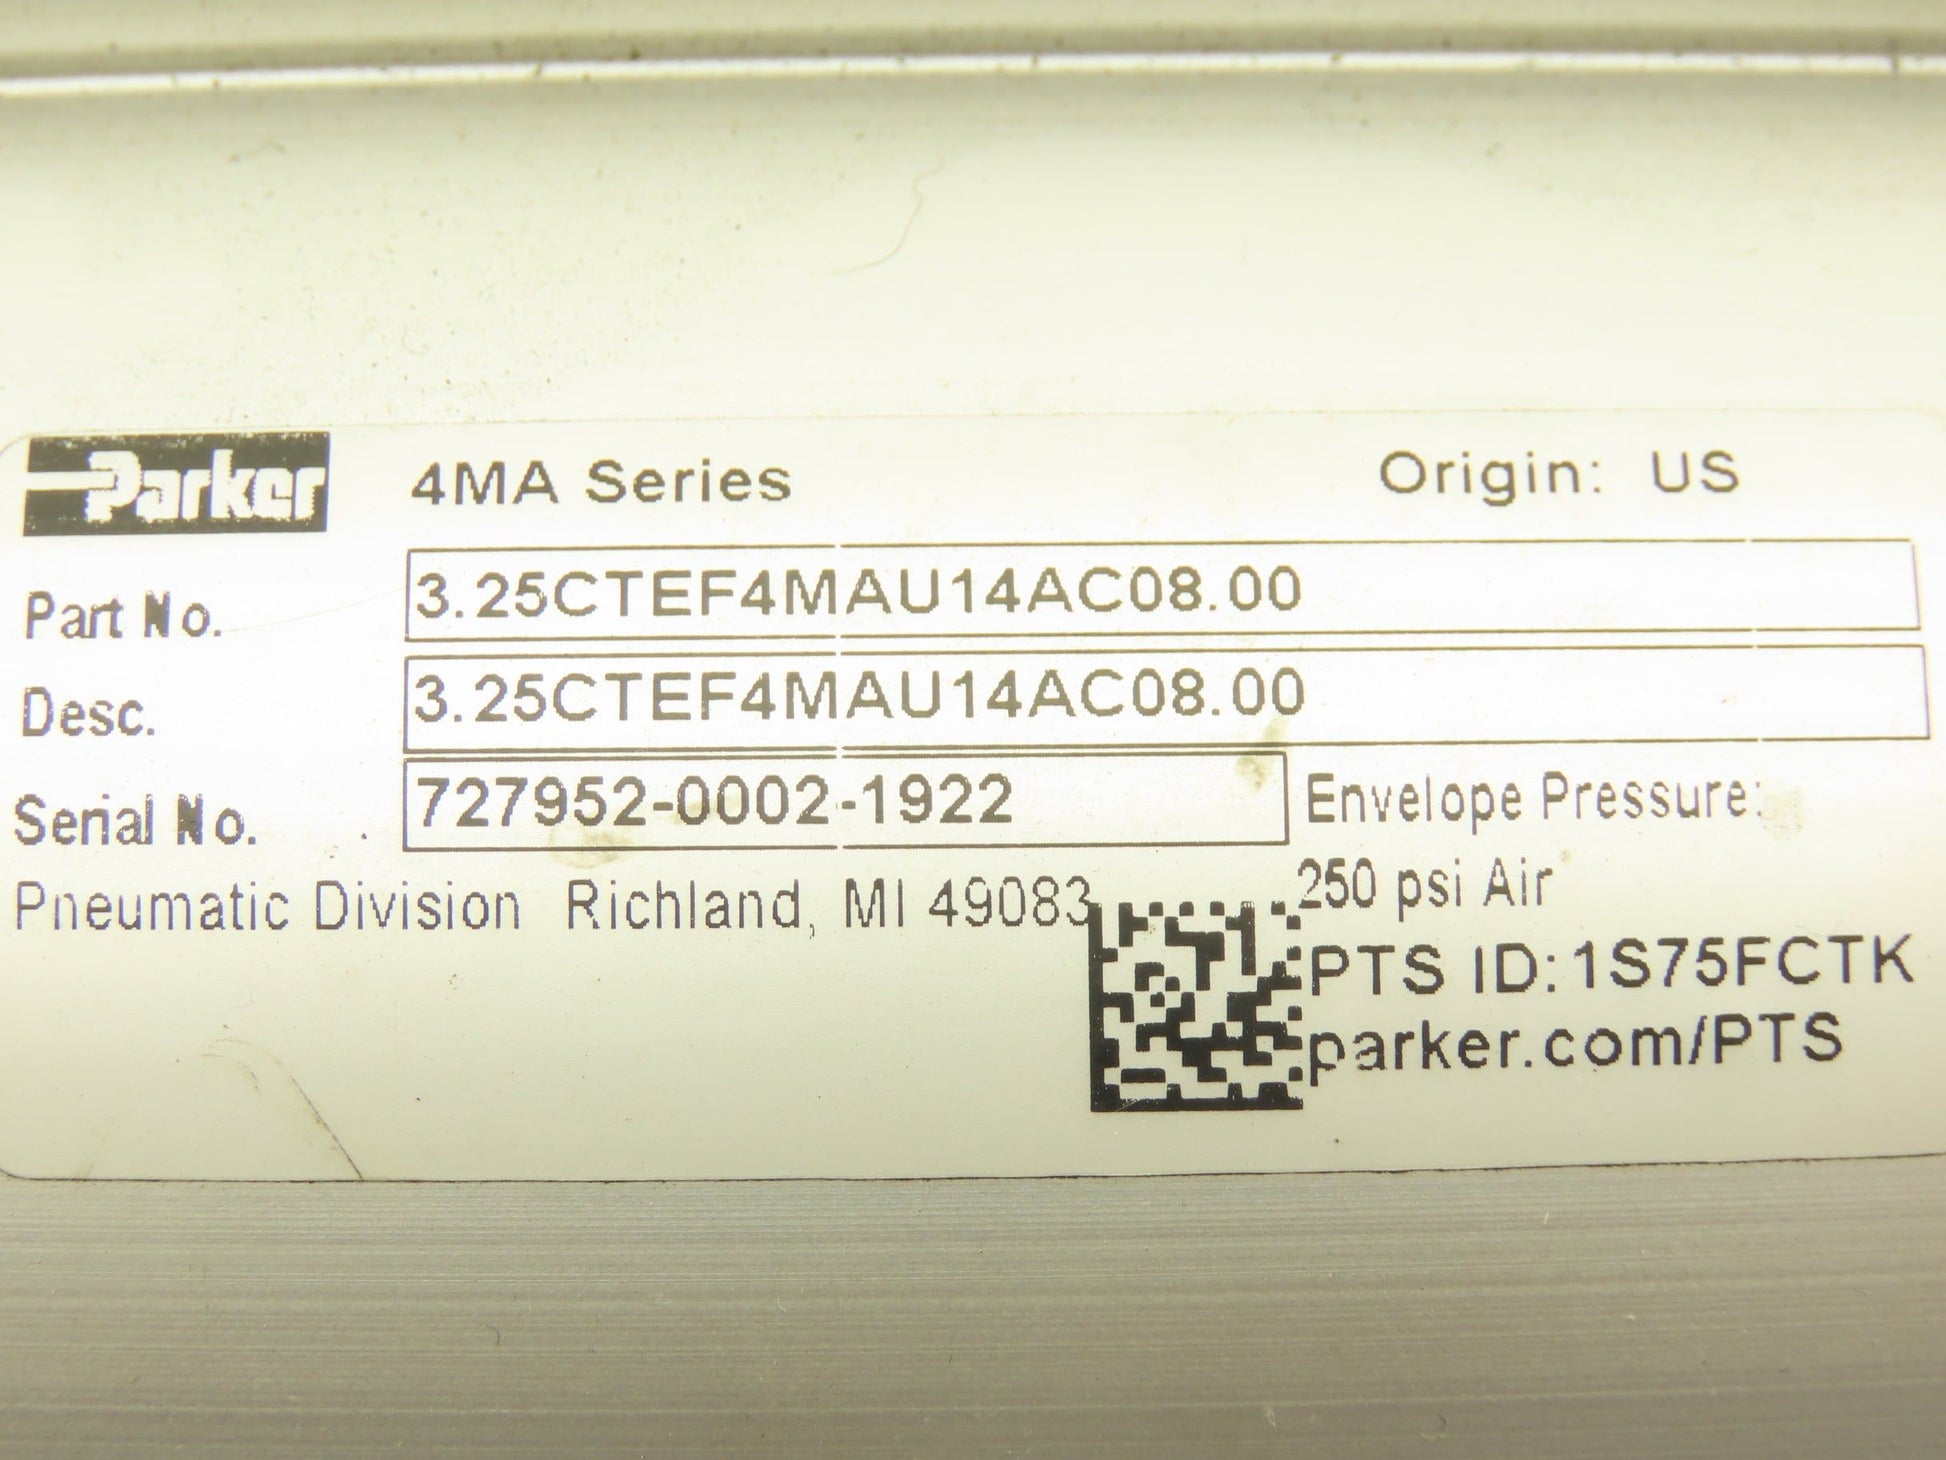 Parker 4MA Series Origin: US
Part No. 3.25CTEF4MAU14AC08.00
Desc. 3.25CTEF4MAU14AC08.00
Serial No. 727952-0002-1922 Envelope Pressure:
Pneumatic Division Richland, MI 49083 250 psi Air
PTS ID:1S75FCTK
parker.com/PTS